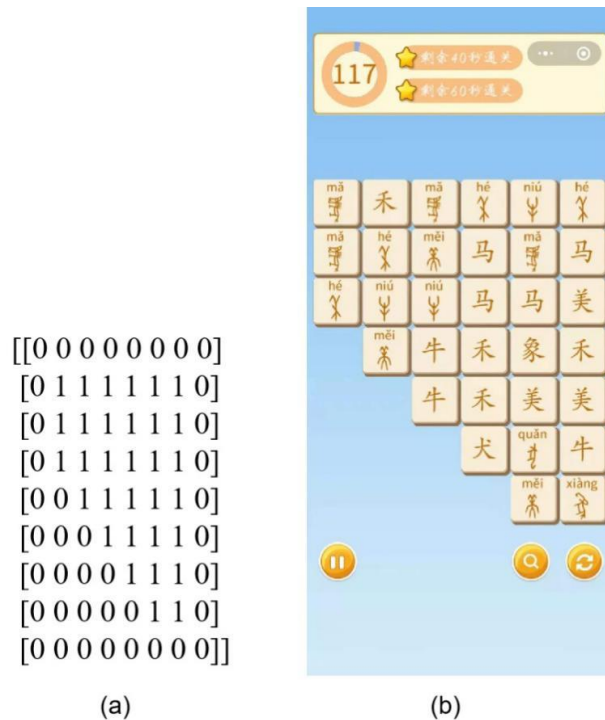 [[0 0 0 0 0 0 0 0]
[0 1 1 1 1 1 1 0]
[0 1 1 1 1 1 1 0]
[0 1 1 1 1 1 1 0]
[0 0 1 1 1 1 1 0]
[0 0 0 1 1 1 1 0]
[0 0 0 0 1 1 1 0]
[0 0 0 0 0 1 1 0]
[0 0 0 0 0 0 0 0]]
(a)
117
剩余40秒通关
剩余60秒通关
mǎ 禾 mǎ hé niú hé
mǎ hé měi 马 mǎ 马
hé niú niú 马 马 美
měi 牛 禾 象 禾
牛 禾 美 美
犬 quǎn 牛
měi xiàng
(b)